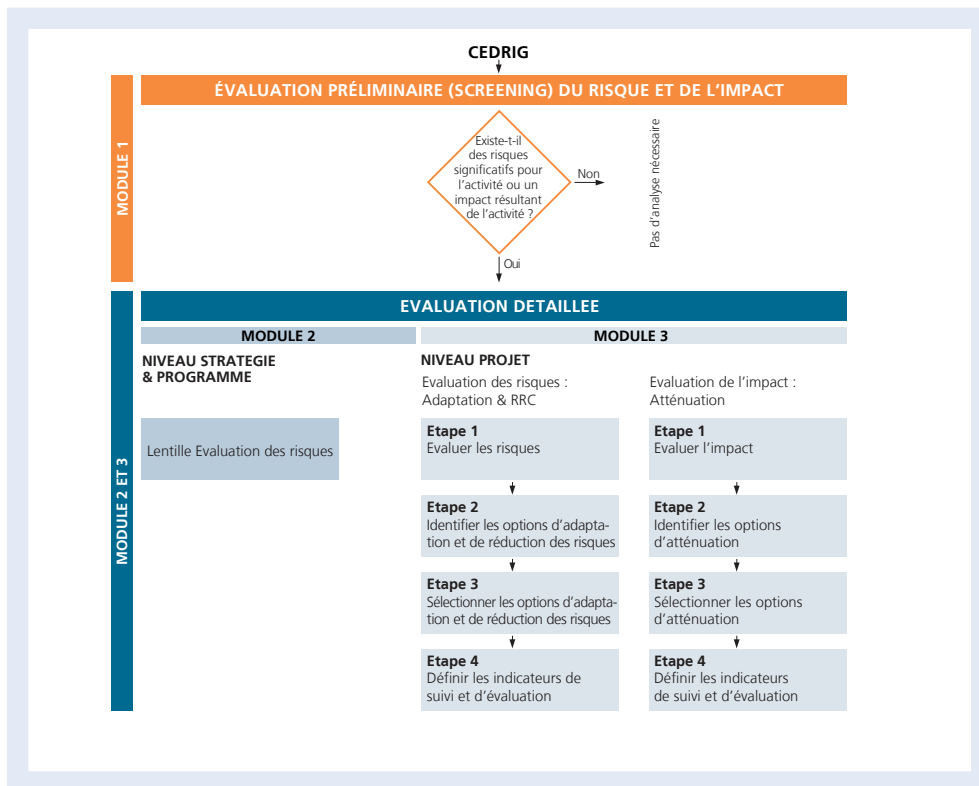 CEDRIG
MODULE 1
ÉVALUATION PRÉLIMINAIRE (SCREENING) DU RISQUE ET DE L’IMPACT
Existe-t-il
des risques
significatifs pour
l’activité ou un
impact résultant
de l’activité ?
Non
Pas d’analyse nécessaire
Oui
MODULE 2 ET 3
EVALUATION DETAILLEE
MODULE 2
NIVEAU STRATEGIE
& PROGRAMME
Lentille Evaluation des risques
MODULE 3
NIVEAU PROJET
Evaluation des risques :
Adaptation & RRC
Etape 1
Evaluer les risques
Etape 2
Identifier les options d’adapta-
tion et de réduction des risques
Etape 3
Sélectionner les options d’adapta-
tion et de réduction des risques
Etape 4
Définir les indicateurs de
suivi et d’évaluation
Evaluation de l’impact :
Atténuation
Etape 1
Evaluer l’impact
Etape 2
Identifier les options
d’atténuation
Etape 3
Sélectionner les options
d’atténuation
Etape 4
Définir les indicateurs
de suivi et d’évaluation